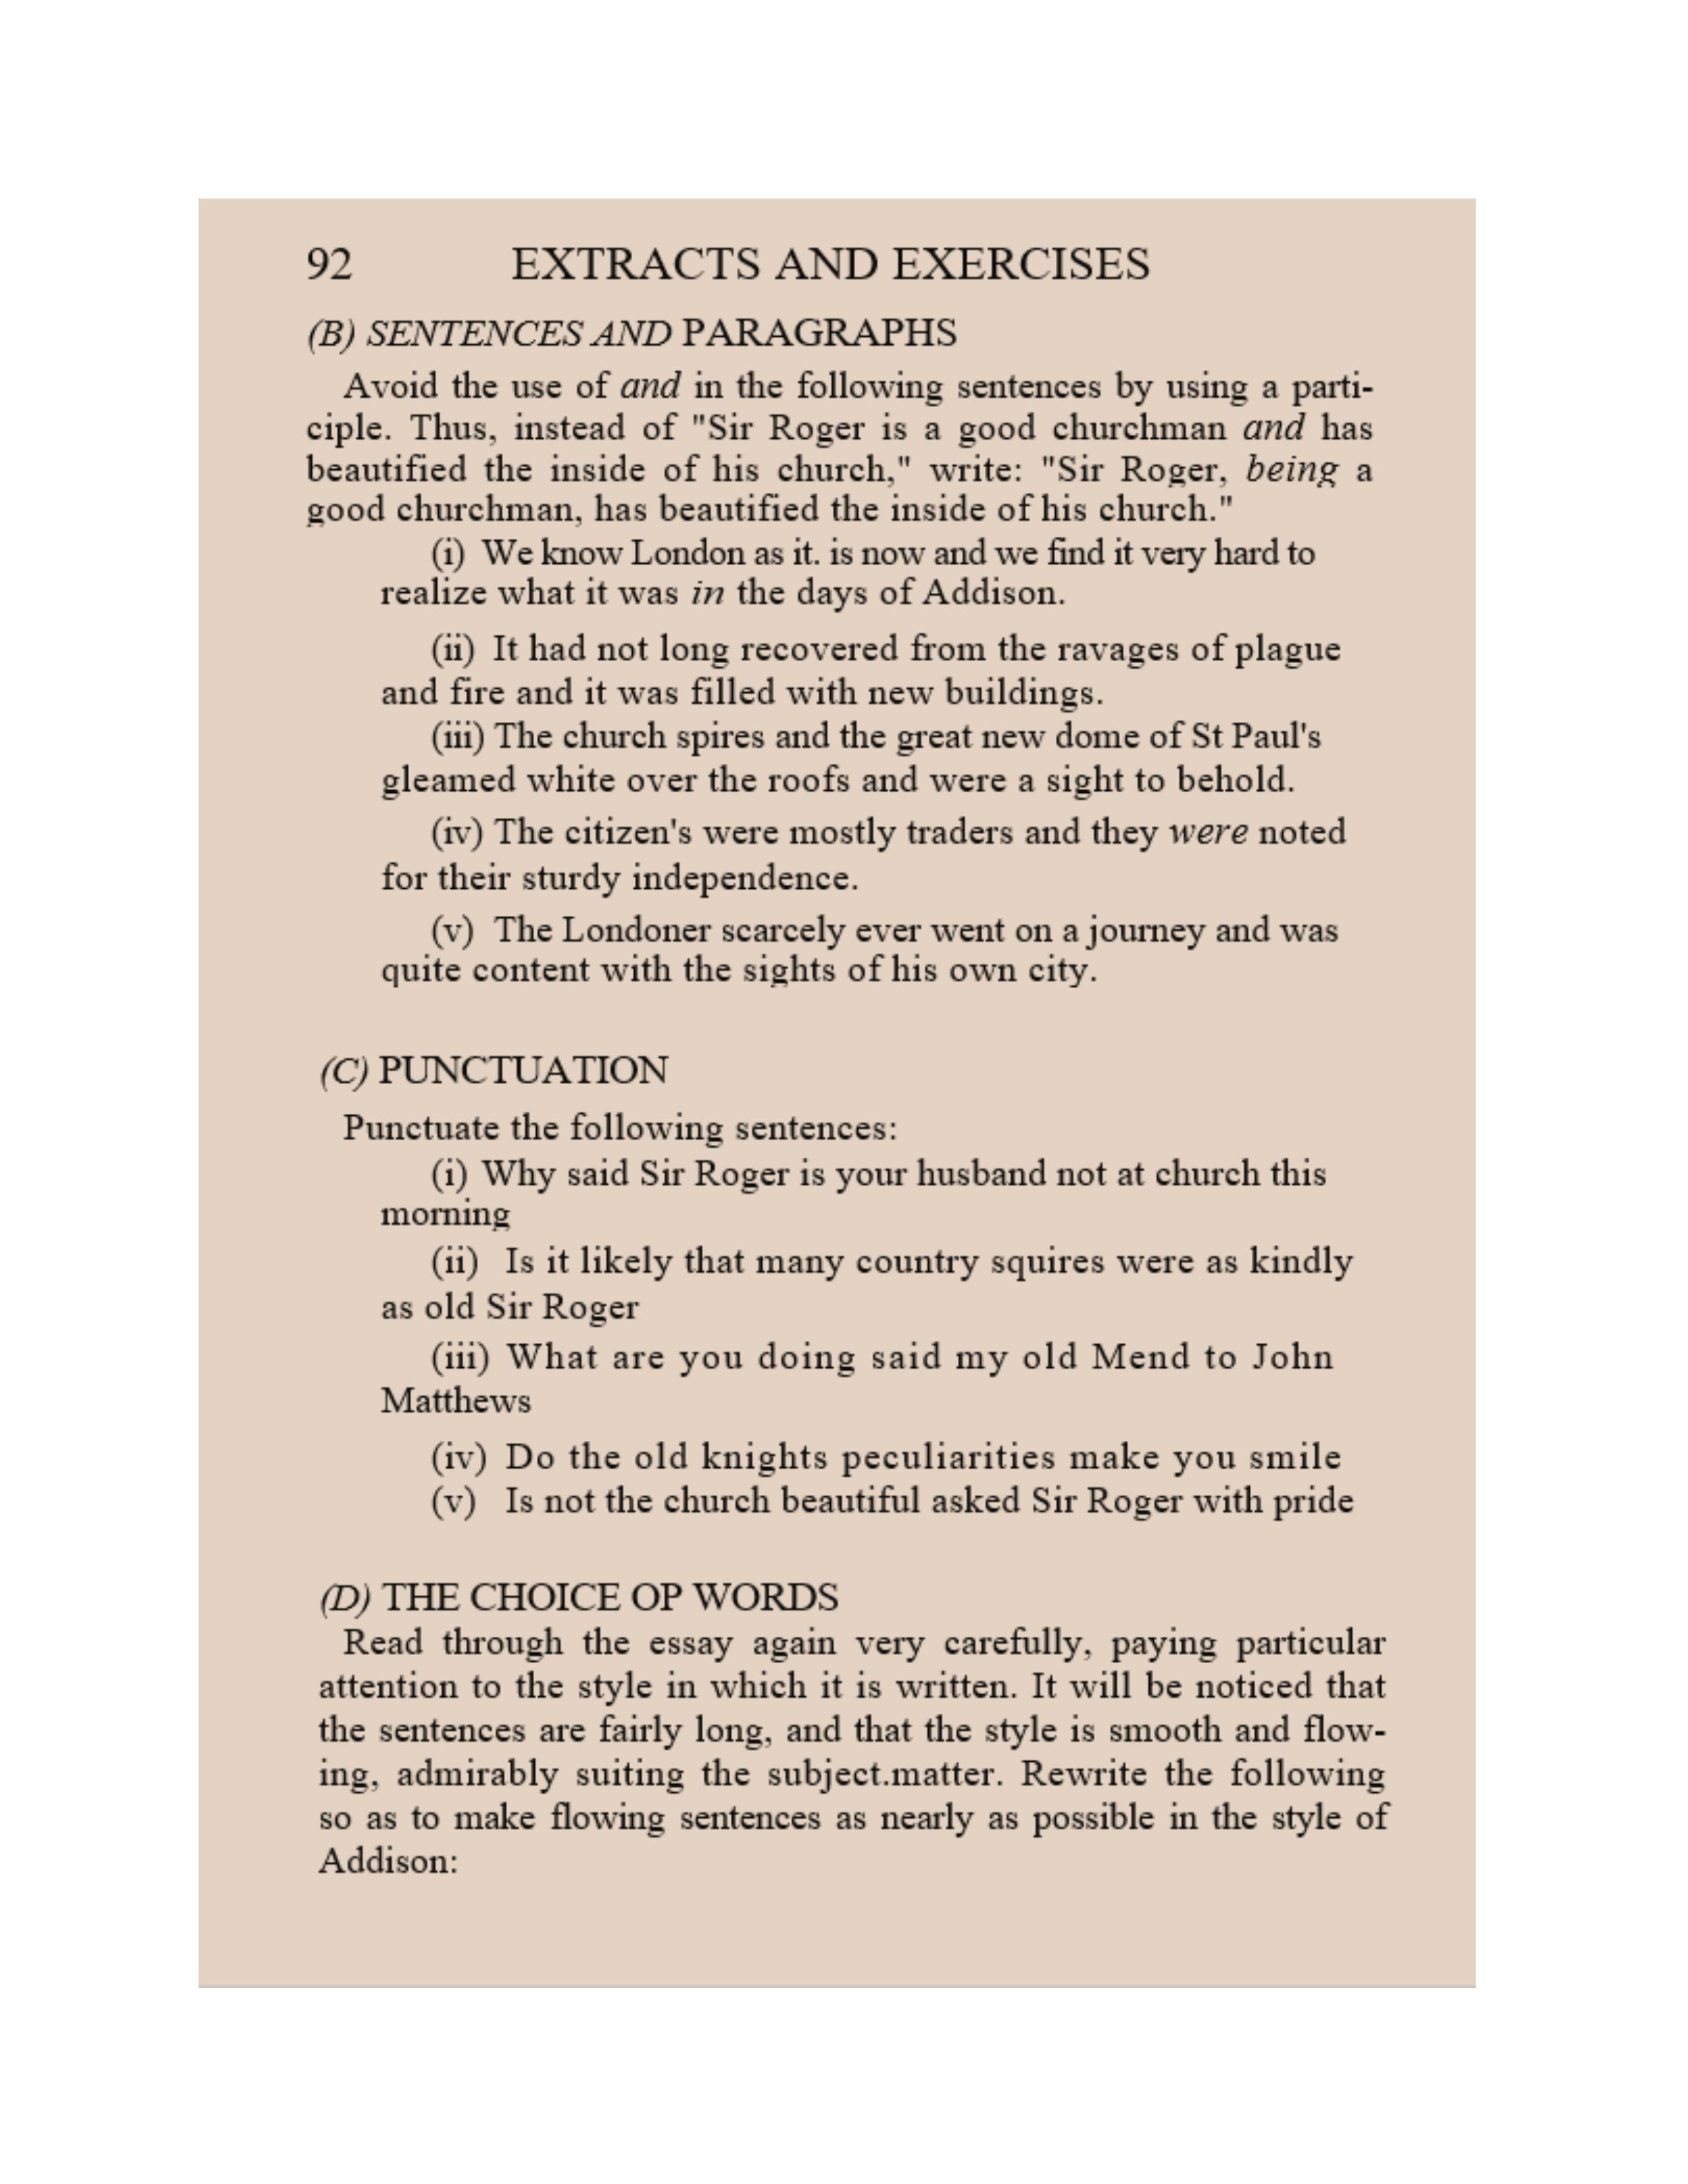 92 EXTRACTS AND EXERCISES
(B) SENTENCES AND PARAGRAPHS
Avoid the use of and in the following sentences by using a parti-
ciple. Thus, instead of "Sir Roger is a good churchman and has
beautified the inside of his church," write: "Sir Roger, being a
good churchman, has beautified the inside of his church."
(i) We know London as it. is now and we find it very hard to
realize what it was in the days of Addison.
(ii) It had not long recovered from the ravages of plague
and fire and it was filled with new buildings.
(iii) The church spires and the great new dome of St Paul's
gleamed white over the roofs and were a sight to behold.
(iv) The citizen's were mostly traders and they were noted
for their sturdy independence.
(v) The Londoner scarcely ever went on a journey and was
quite content with the sights of his own city.
(C) PUNCTUATION
Punctuate the following sentences:
(i) Why said Sir Roger is your husband not at church this
morning
(ii) Is it likely that many country squires were as kindly
as old Sir Roger
(iii) What are you doing said my old Mend to John
Matthews
(iv) Do the old knights peculiarities make you smile
(v) Is not the church beautiful asked Sir Roger with pride
(D) THE CHOICE OP WORDS
Read through the essay again very carefully, paying particular
attention to the style in which it is written. It will be noticed that
the sentences are fairly long, and that the style is smooth and flow-
ing, admirably suiting the subject.matter. Rewrite the following
so as to make flowing sentences as nearly as possible in the style of
Addison: